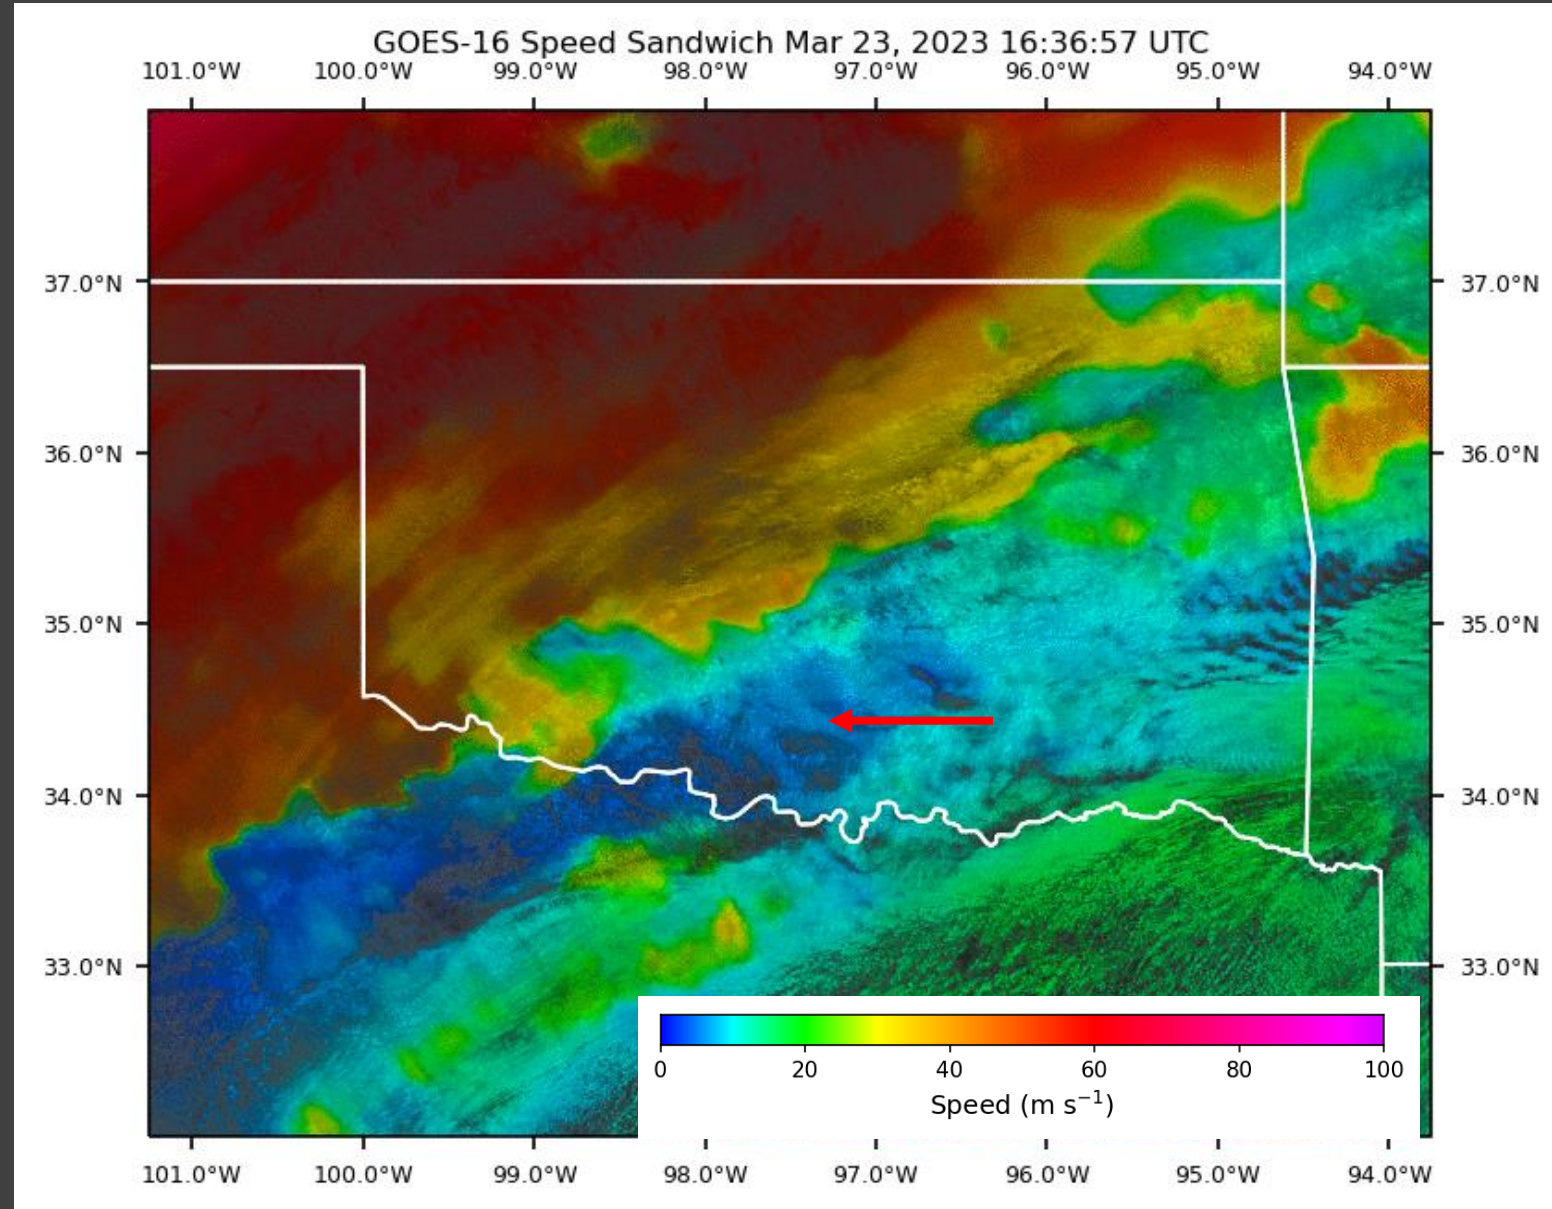 GOES-16 Speed Sandwich Mar 23, 2023 16:36:57 UTC
101.0°W 100.0°W 99.0°W 98.0°W 97.0°W 96.0°W 95.0°W 94.0°W
37.0°N 37.0°N
36.0°N 36.0°N
35.0°N 35.0°N
34.0°N 34.0°N
33.0°N 33.0°N
0 20 40 60 80 100
Speed (m s⁻¹)
101.0°W 100.0°W 99.0°W 98.0°W 97.0°W 96.0°W 95.0°W 94.0°W